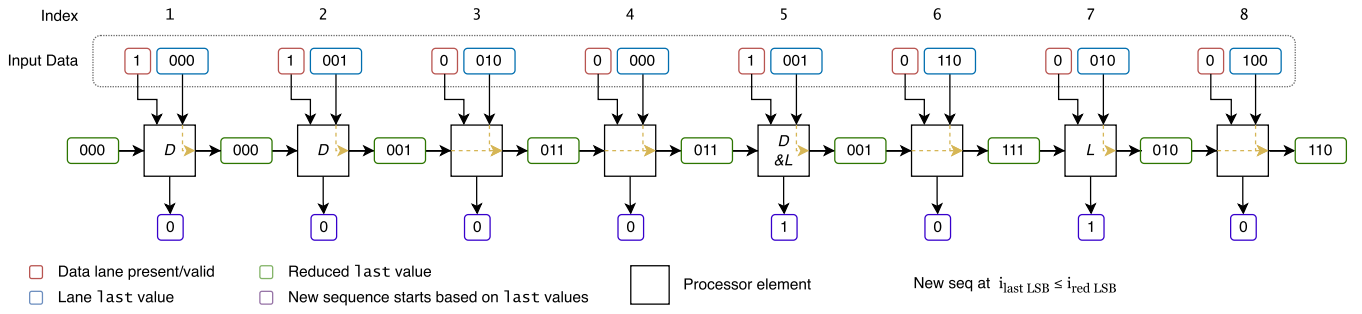 Index 1 2 3 4 5 6 7 8
Input Data 1 000 1 001 0 010 0 000 1 001 0 110 0 010 0 100
000 D 000 D 001 011 011 D &L 001 111 L 010 110
0 0 0 0 1 0 1 0
Data lane present/valid
Lane last value
Reduced last value
New sequence starts based on last values
Processor element
New seq at i last LSB ≤ i red LSB